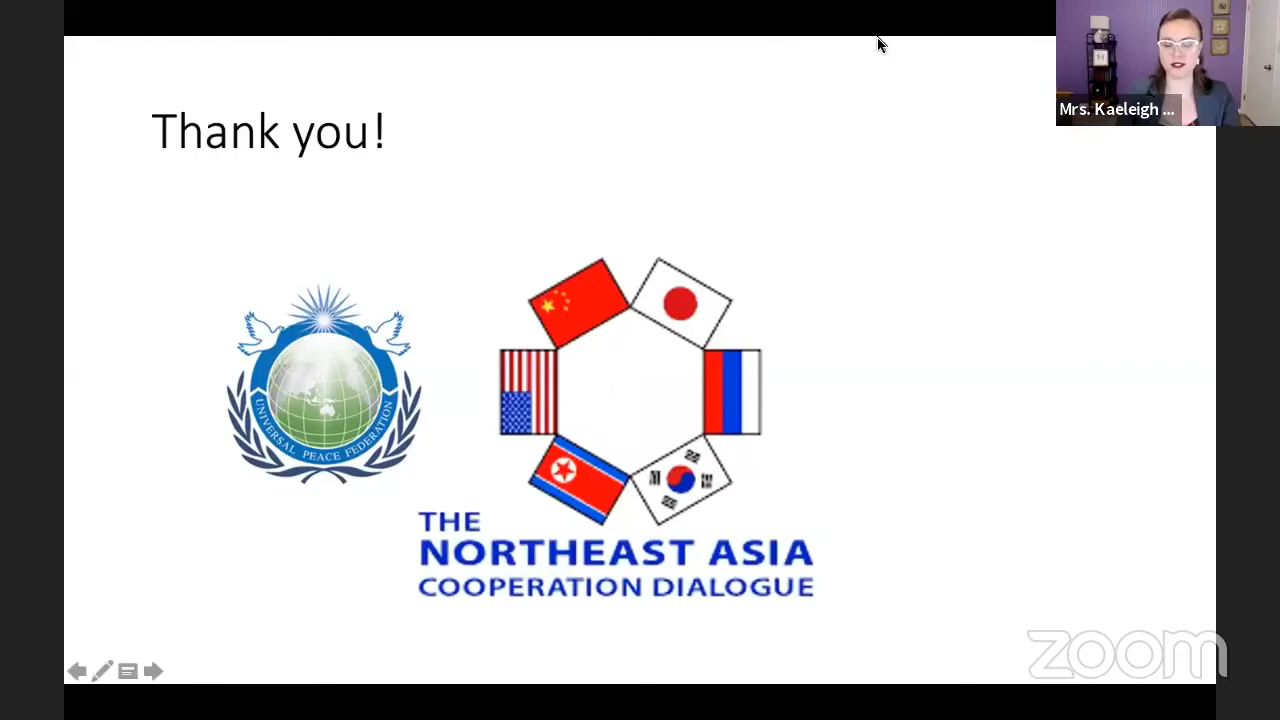 Mrs. Kaeleigh ...
Thank you!
UNIVERSAL PEACE FEDERATION
THE
NORTHEAST ASIA
COOPERATION DIALOGUE
zoom